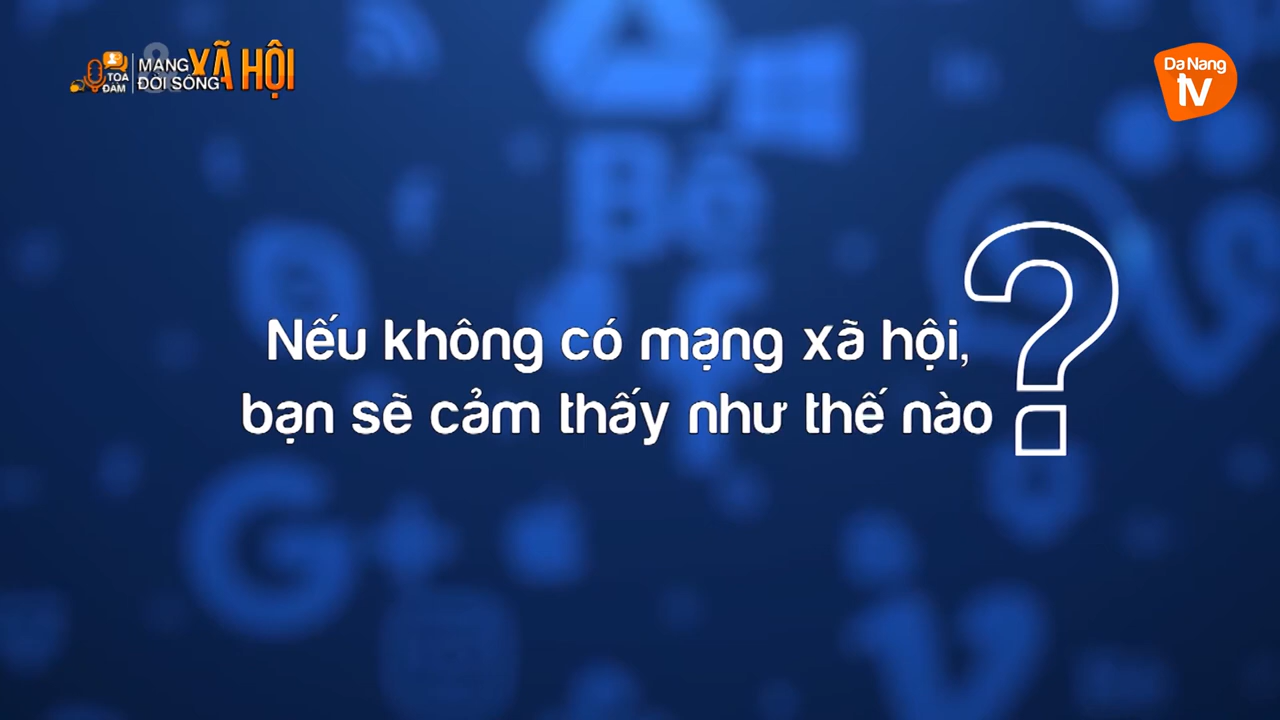 TOẠ ĐÀM
MẠNG XÃ HỘI
& ĐỜI SỐNG
Da Nang
tv
Nếu không có mạng xã hội,
bạn sẽ cảm thấy như thế nào
?